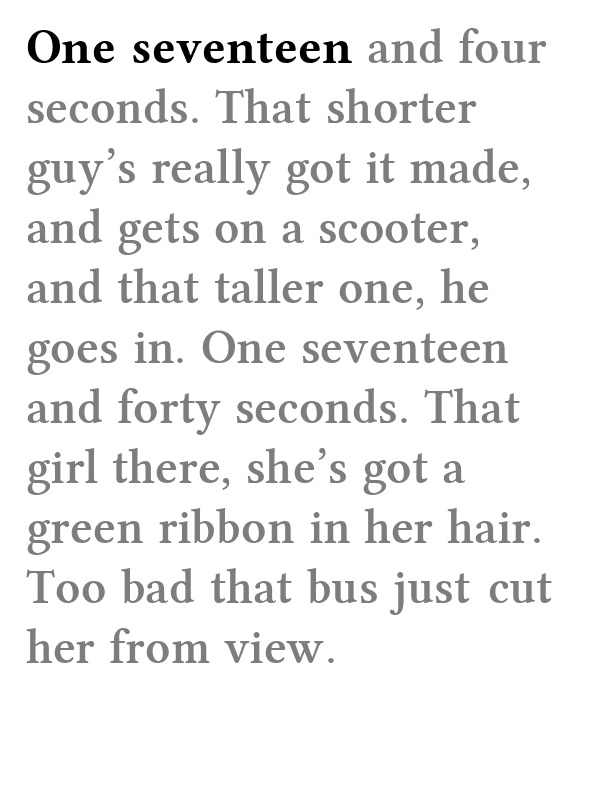 One seventeen and four
seconds. That shorter
guy’s really got it made,
and gets on a scooter,
and that taller one, he
goes in. One seventeen
and forty seconds. That
girl there, she’s got a
green ribbon in her hair.
Too bad that bus just cut
her from view.